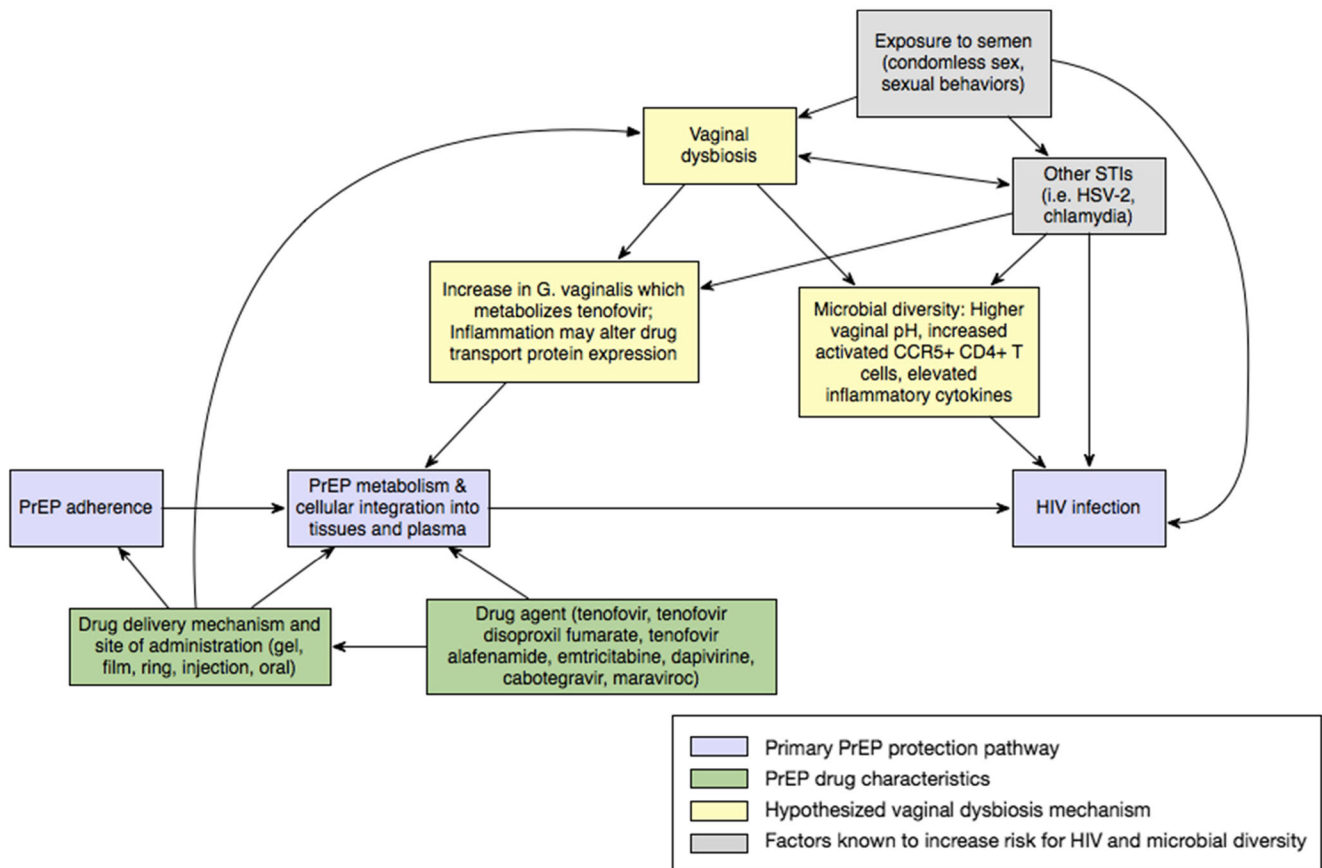 Exposure to semen
(condomless sex,
sexual behaviors)
Vaginal
dysbiosis
Other STIs
(i.e. HSV-2,
chlamydia)
Increase in G. vaginalis which
metabolizes tenofovir;
Inflammation may alter drug
transport protein expression
Microbial diversity: Higher
vaginal pH, increased
activated CCR5+ CD4+ T
cells, elevated
inflammatory cytokines
PrEP adherence
PrEP metabolism &
cellular integration into
tissues and plasma
HIV infection
Drug delivery mechanism and
site of administration (gel,
film, ring, injection, oral)
Drug agent (tenofovir, tenofovir
disoproxil fumarate, tenofovir
alafenamide, emtricitabine, dapivirine,
cabotegravir, maraviroc)
Primary PrEP protection pathway
PrEP drug characteristics
Hypothesized vaginal dysbiosis mechanism
Factors known to increase risk for HIV and microbial diversity